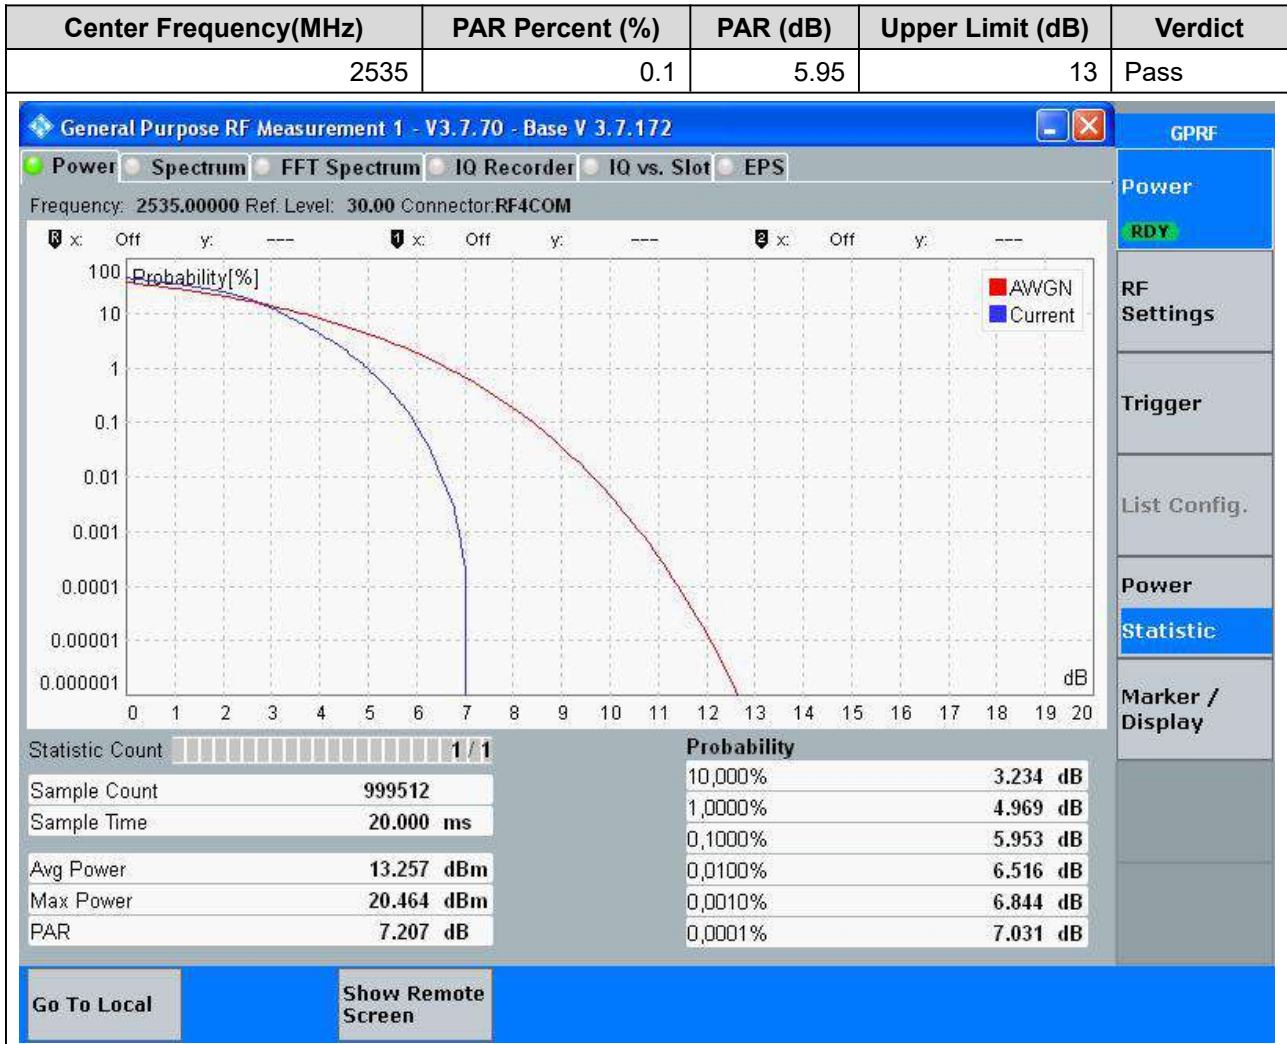 Center Frequency(MHz) PAR Percent (%) PAR (dB) Upper Limit (dB) Verdict
2535 0.1 5.95 13 Pass
General Purpose RF Measurement 1 - V3.7.70 - Base V 3.7.172
GPRF
Power Spectrum FFT Spectrum IQ Recorder IQ vs. Slot EPS
Power
RDY
Frequency: 2535.00000 Ref. Level: 30.00 Connector:RF4COM
R x: Off y: --- 1 x: Off y: --- 2 x: Off y: ---
Probability[%]
AWGN
Current
100
10
1
0.1
0.01
0.001
0.0001
0.00001
0.000001
dB
0 1 2 3 4 5 6 7 8 9 10 11 12 13 14 15 16 17 18 19 20
RF
Settings
Trigger
List Config.
Power
Statistic
Marker /
Display
Statistic Count 1 / 1
Sample Count 999512
Sample Time 20.000 ms
Avg Power 13.257 dBm
Max Power 20.464 dBm
PAR 7.207 dB
Probability
10,000% 3.234 dB
1,0000% 4.969 dB
0,1000% 5.953 dB
0,0100% 6.516 dB
0,0010% 6.844 dB
0,0001% 7.031 dB
Go To Local
Show Remote
Screen